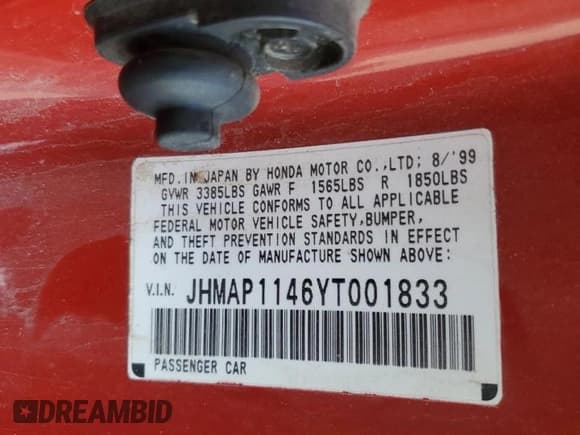 MFD.IN JAPAN BY HONDA MOTOR CO.,LTD; 8/'99
GVWR 3385LBS GAWR F 1565LBS R 1850LBS
THIS VEHICLE CONFORMS TO ALL APPLICABLE
FEDERAL MOTOR VEHICLE SAFETY,BUMPER,
AND THEFT PREVENTION STANDARDS IN EFFECT
ON THE DATE OF MANUFACTURE SHOWN ABOVE:
V.I.N. JHMAP1146YT001833
PASSENGER CAR
DREAMBID